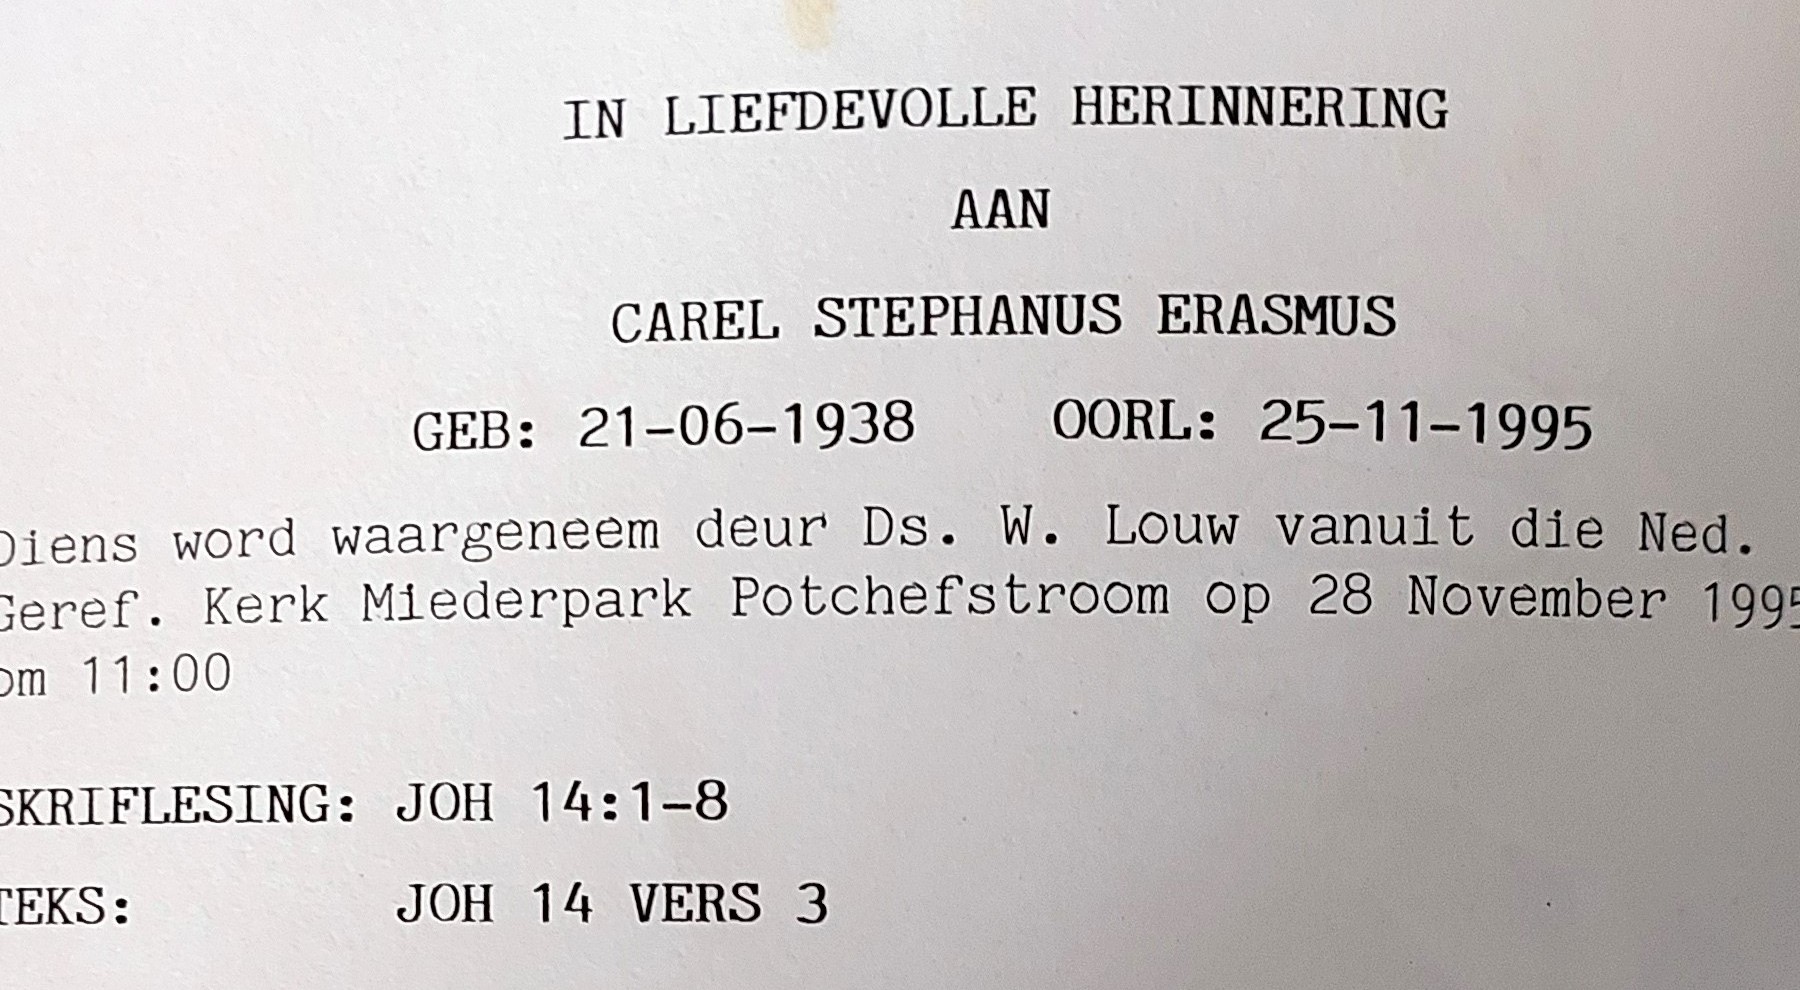 IN LIEFDEVOLLE HERINNERING
AAN
CAREL STEPHANUS ERASMUS
GEB: 21-06-1938 OORL: 25-11-1995
Diens word waargeneem deur Ds. W. Louw vanuit die Ned.
Geref. Kerk Miederpark Potchefstroom op 28 November 1995
om 11:00
SKRIFLESING: JOH 14:1-8
TEKS: JOH 14 VERS 3